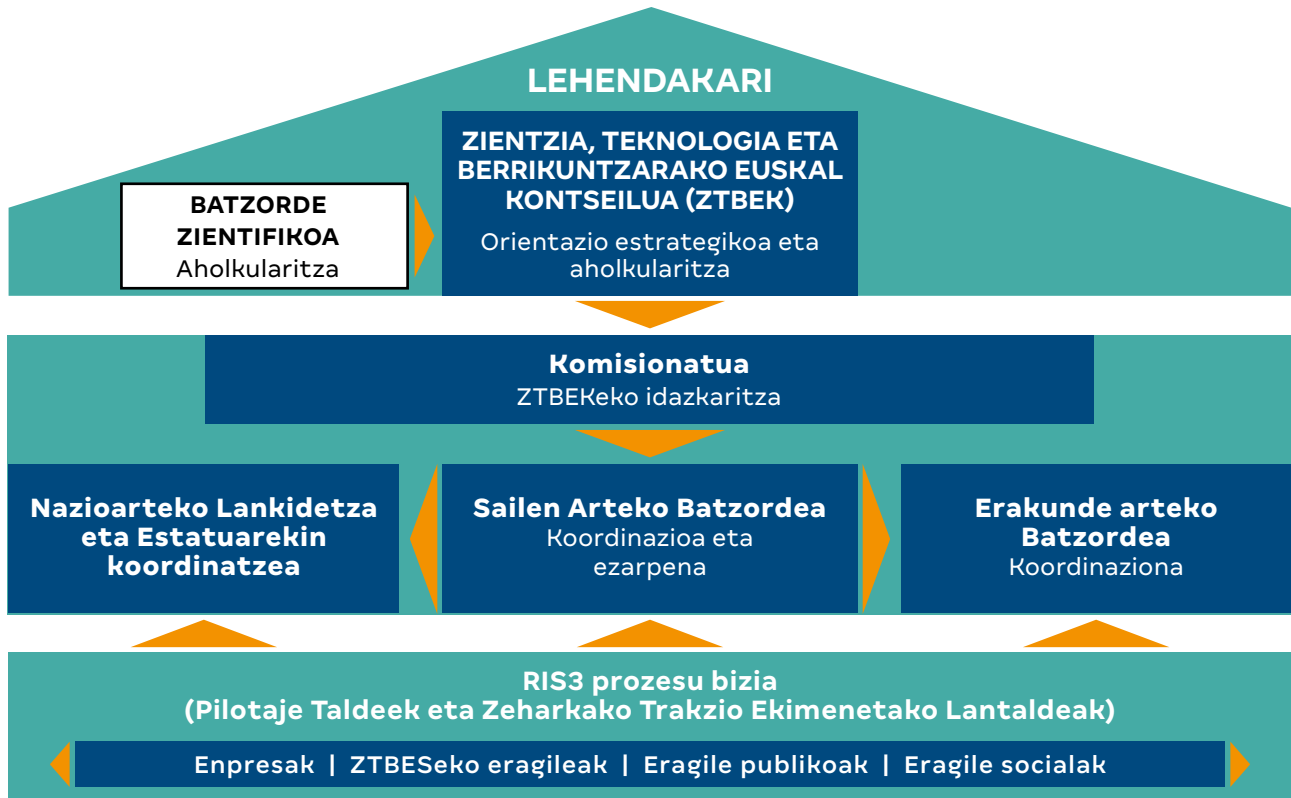 LEHENDAKARI
ZIENTZIA, TEKNOLOGIA ETA
BERRIKUNTZARAKO EUSKAL
KONTSEILUA (ZTBEK)
Orientazio estrategikoa eta
aholkularitza
BATZORDE
ZIENTIFIKOA
Aholkularitza
Komisionatua
ZTBEKeko idazkaritza
Nazioarteko Lankidetza
eta Estatuarekin
koordinatzea
Sailen Arteko Batzordea
Koordinazioa eta
ezarpena
Erakunde arteko
Batzordea
Koordinaziona
RIS3 prozesu bizia
(Pilotaje Taldeek eta Zeharkako Trakzio Ekimenetako Lantaldeak)
Enpresak | ZTBESeko eragileak | Eragile publikoak | Eragile socialak